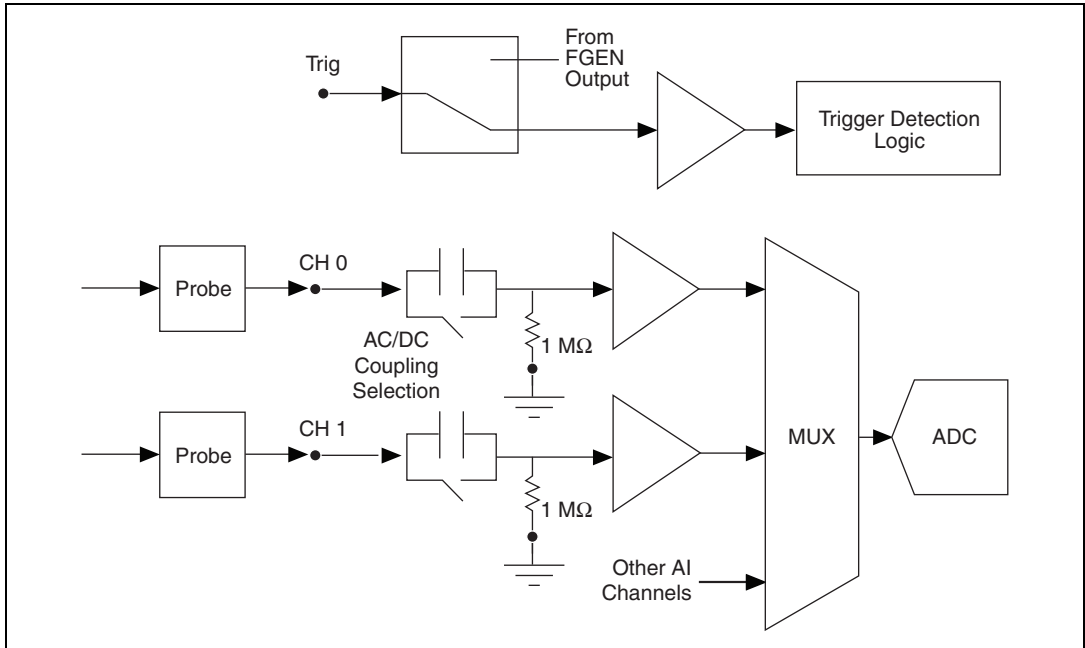 From
FGEN
Output
Trig
Trigger Detection
Logic
Probe
CH 0
AC/DC
Coupling
Selection
1 MΩ
Probe
CH 1
1 MΩ
MUX
ADC
Other AI
Channels